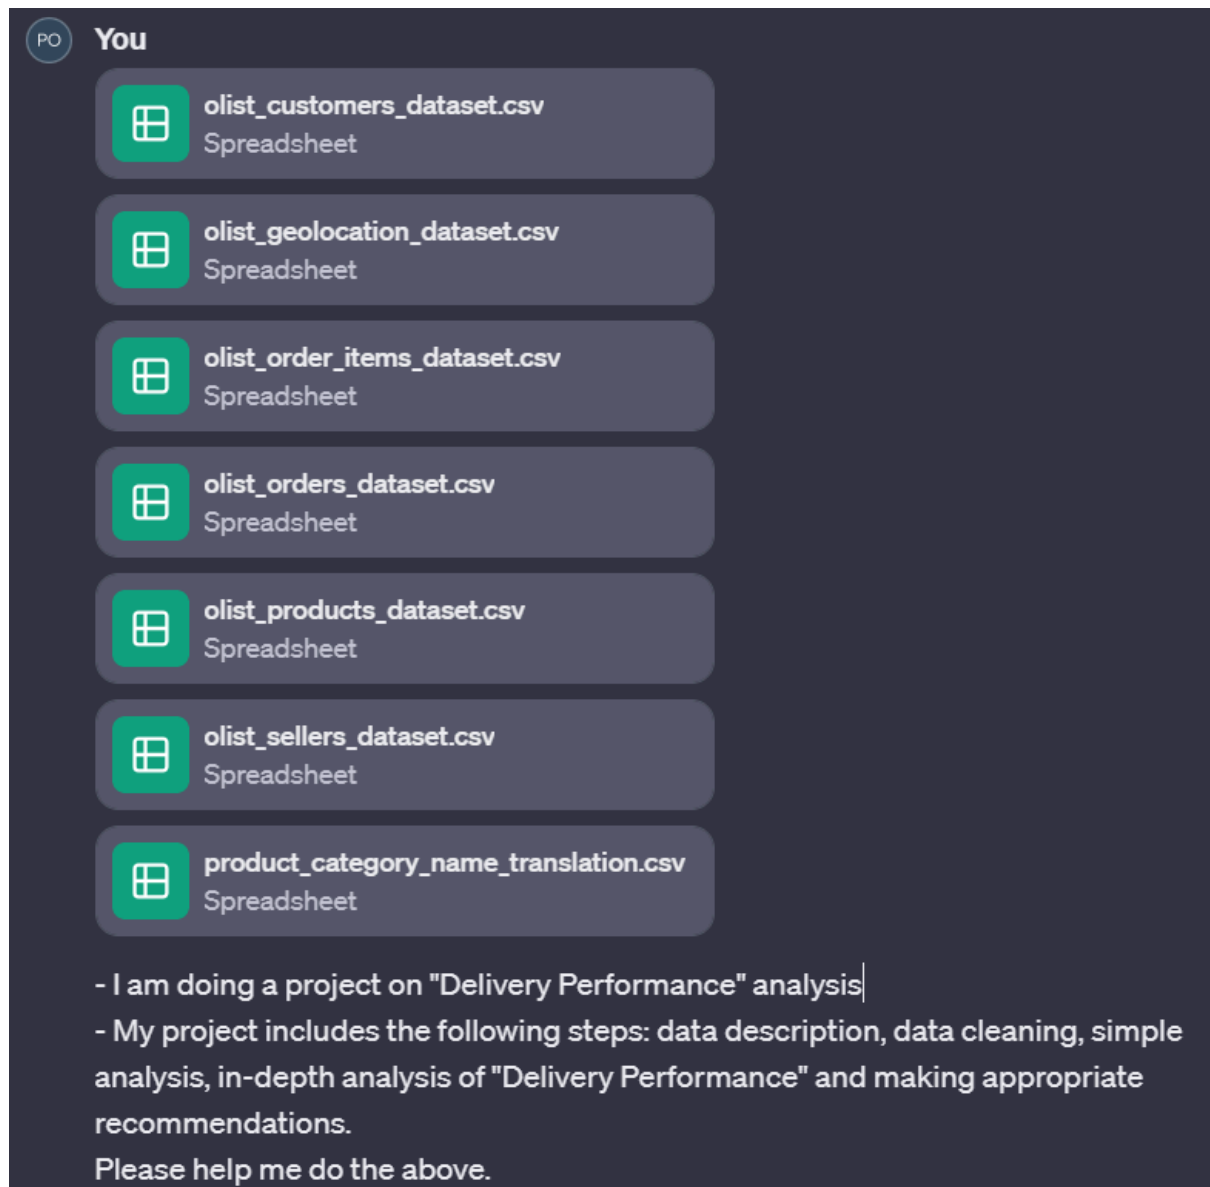 PO
You
olist_customers_dataset.csv
Spreadsheet
olist_geolocation_dataset.csv
Spreadsheet
olist_order_items_dataset.csv
Spreadsheet
olist_orders_dataset.csv
Spreadsheet
olist_products_dataset.csv
Spreadsheet
olist_sellers_dataset.csv
Spreadsheet
product_category_name_translation.csv
Spreadsheet
- I am doing a project on "Delivery Performance" analysis
- My project includes the following steps: data description, data cleaning, simple
analysis, in-depth analysis of "Delivery Performance" and making appropriate
recommendations.
Please help me do the above.